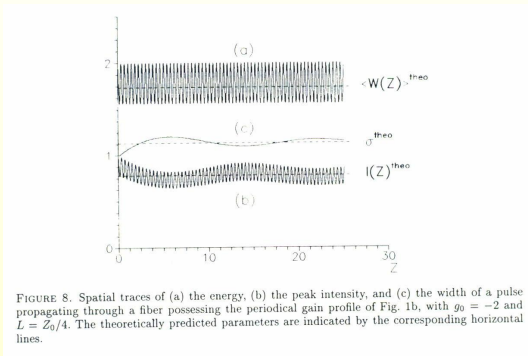 (a)
2
<W(Z)>theo
(c)
σtheo
1
I(Z)theo
(b)
0
0
10
20
30
Z
FIGURE 8. Spatial traces of (a) the energy, (b) the peak intensity, and (c) the width of a pulse
propagating through a fiber possessing the periodical gain profile of Fig. 1b, with g0 = −2 and
L = Z0/4. The theoretically predicted parameters are indicated by the corresponding horizontal
lines.